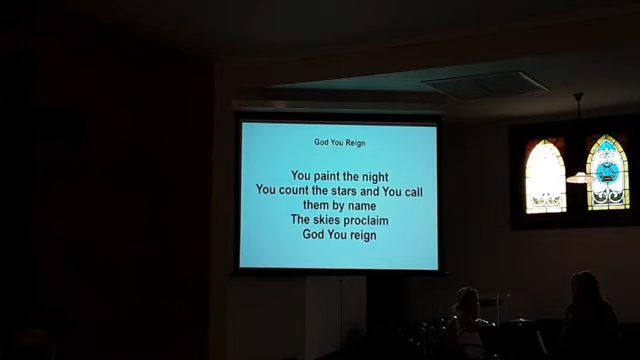 God You Reign
You paint the night
You count the stars and You call
them by name
The skies proclaim
God You reign